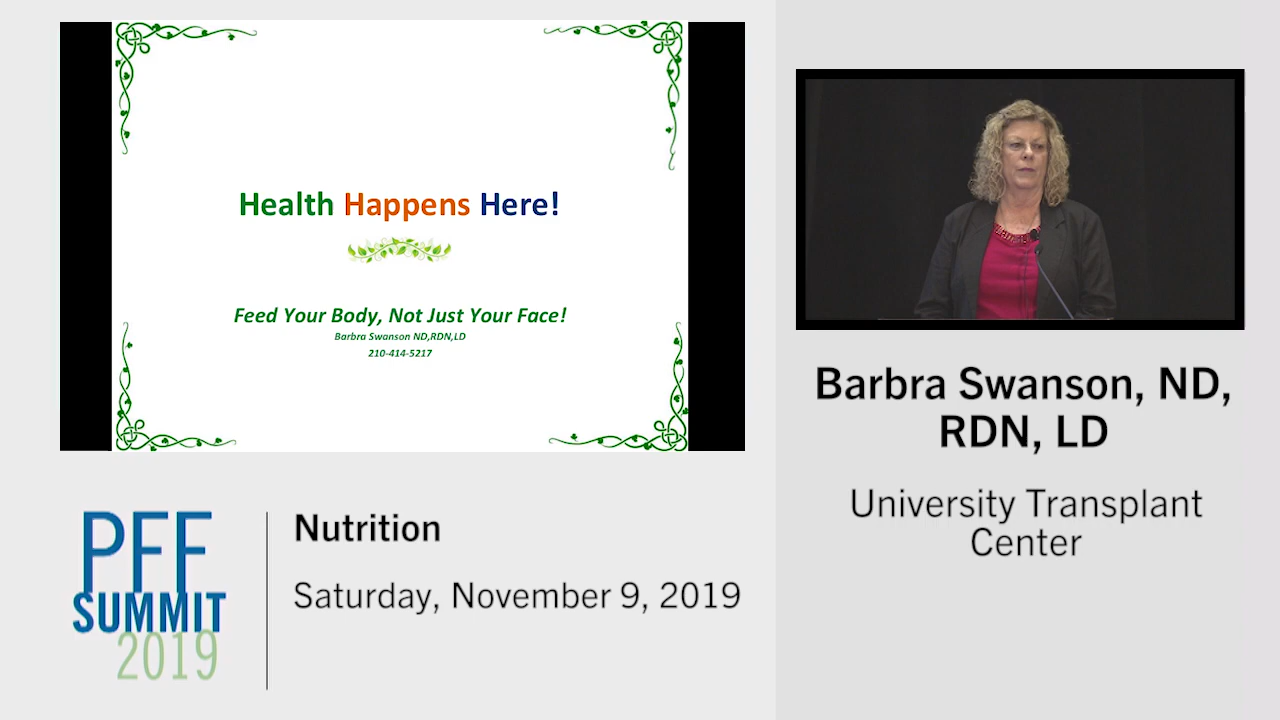 Health Happens Here!
Feed Your Body, Not Just Your Face!
Barbra Swanson ND,RDN,LD
210-414-5217
Barbra Swanson, ND,
RDN, LD
University Transplant
Center
PFF
SUMMIT
2019
Nutrition
Saturday, November 9, 2019